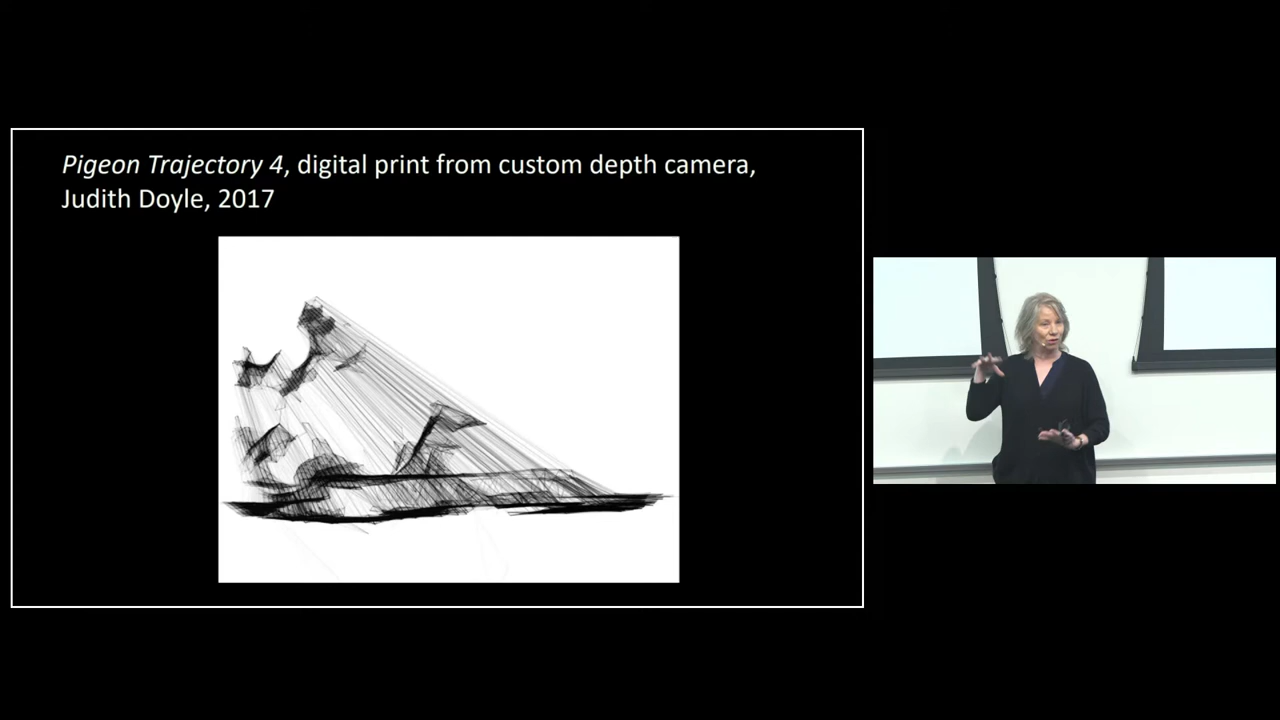 Pigeon Trajectory 4, digital print from custom depth camera,
Judith Doyle, 2017